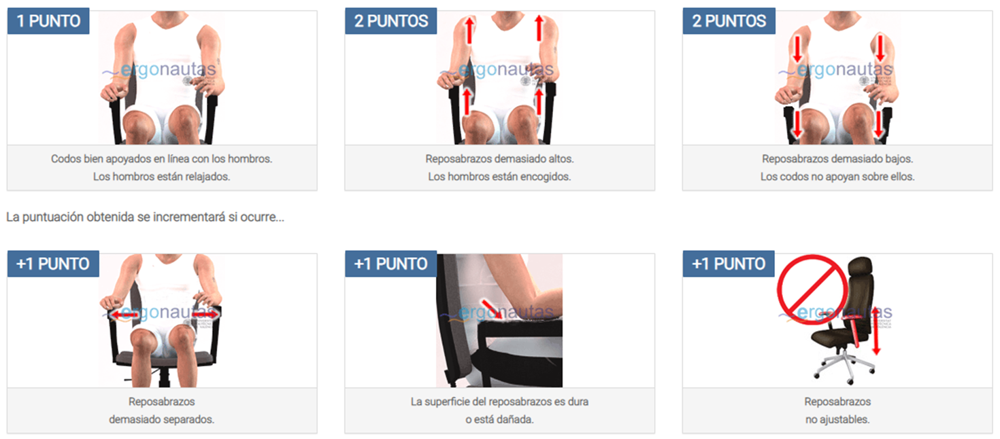 1 PUNTO
2 PUNTOS
2 PUNTOS
ergonautas
ergonautas
ergonautas
Codos bien apoyados en línea con los hombros.
Los hombros están relajados.
Reposabrazos demasiado altos.
Los hombros están encogidos.
Reposabrazos demasiado bajos.
Los codos no apoyan sobre ellos.
La puntuación obtenida se incrementará si ocurre...
+1 PUNTO
+1 PUNTO
+1 PUNTO
ergonautas
ergonautas
ergonautas
Reposabrazos
demasiado separados.
La superficie del reposabrazos es dura
o está dañada.
Reposabrazos
no ajustables.